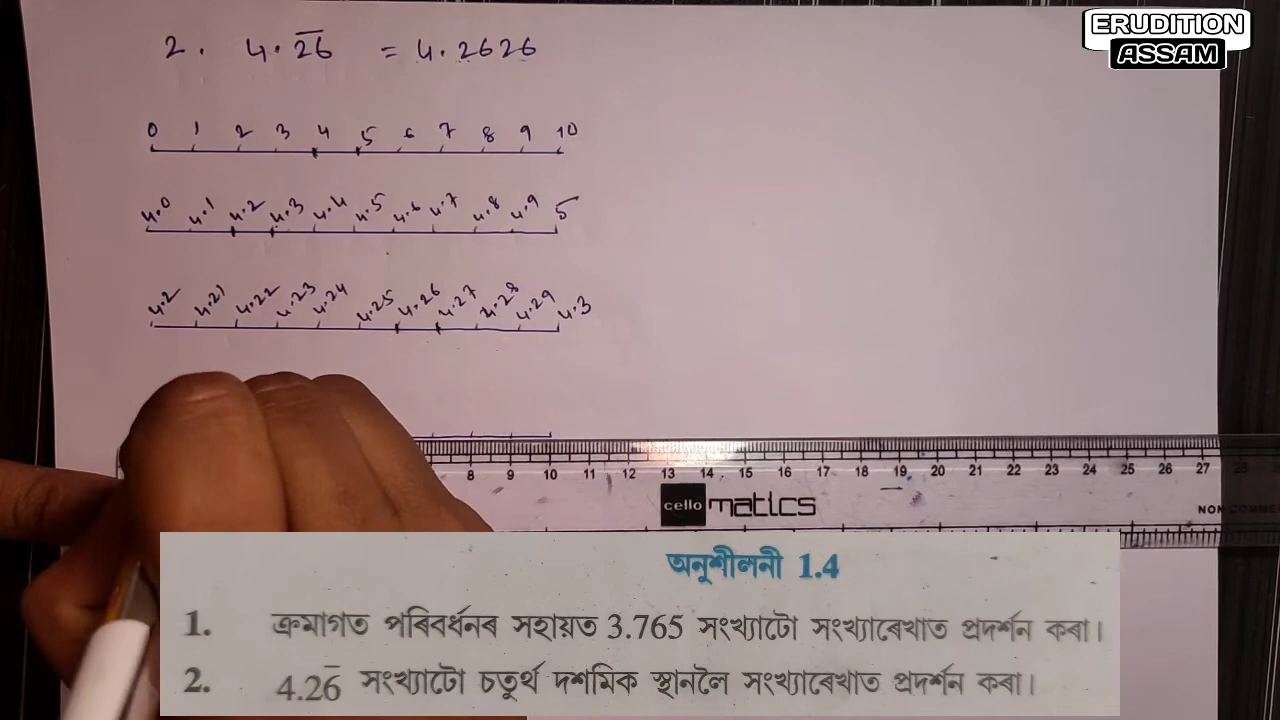 ERUDITION
ASSAM
2. 4.2̅6̅ = 4.2626
0 1 2 3 4 5 6 7 8 9 10
4.0 4.1 4.2 4.3 4.4 4.5 4.6 4.7 4.8 4.9 5
4.2 4.21 4.22 4.23 4.24 4.25 4.26 4.27 4.28 4.29 4.3
8 9 10 11 12 13 14 15 16 17 18 19 20 21 22 23 24 25 26 27 28
cello matics
অনুশীলনী 1.4
1. ক্ৰমাগত পৰিবৰ্ধনৰ সহায়ত 3.765 সংখ্যাটো সংখ্যাৰেখাত প্ৰদৰ্শন কৰা।
2. 4.26̅ সংখ্যাটো চতুৰ্থ দশমিক স্থানলৈ সংখ্যাৰেখাত প্ৰদৰ্শন কৰা।